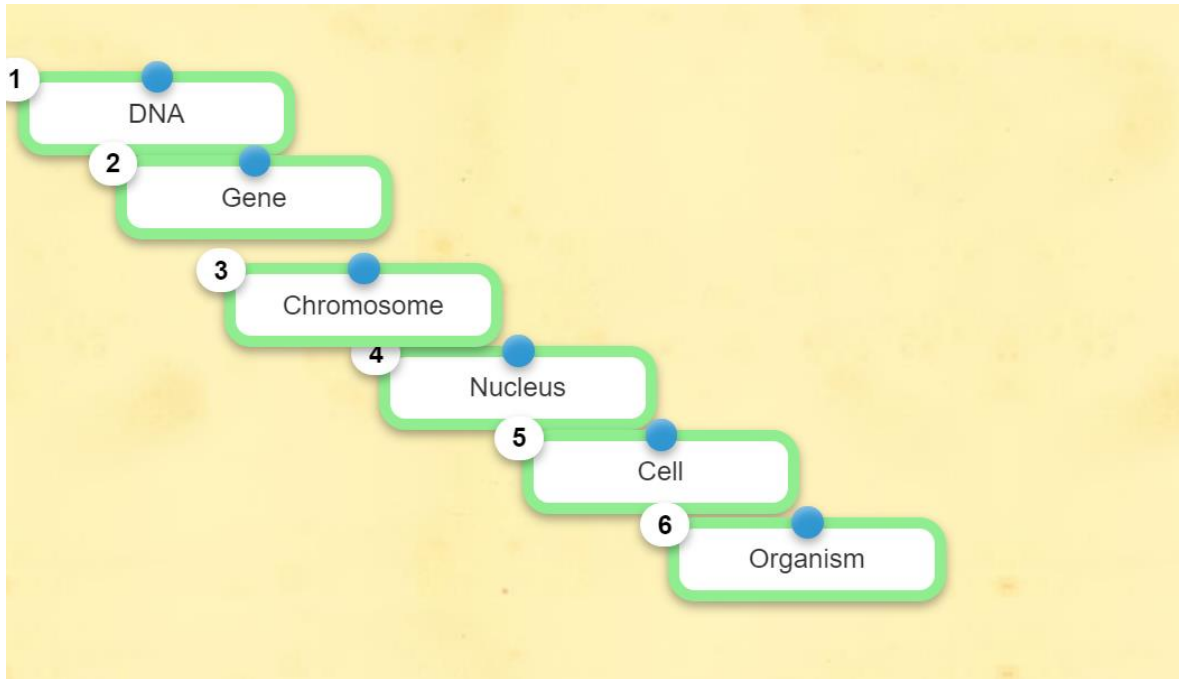 1
DNA
2
Gene
3
Chromosome
4
Nucleus
5
Cell
6
Organism